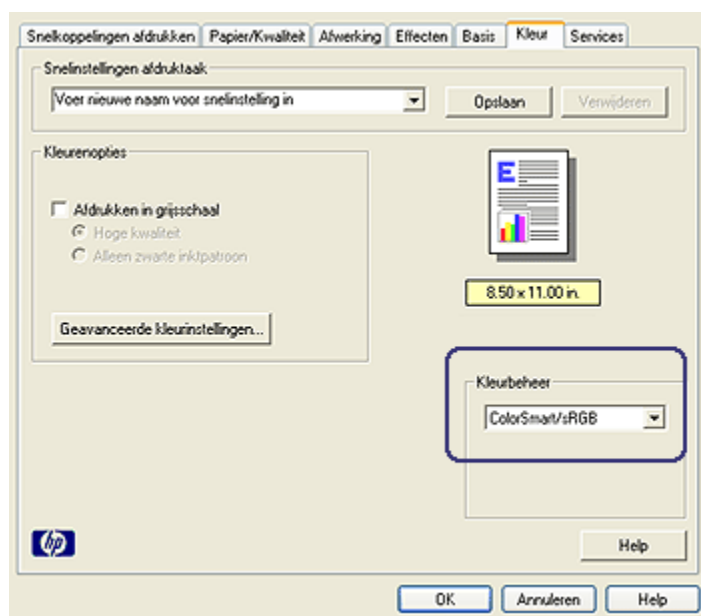 Snelkoppelingen afdrukken Papier/Kwaliteit Afwerking Effecten Basis Kleur Services
Snelinstellingen afdruktaak
Voer nieuwe naam voor snelinstelling in Opslaan Verwijderen
Kleurenopties
Afdrukken in grijsschaal
Hoge kwaliteit
Alleen zwarte inktpatroon
Geavanceerde kleurinstellingen...
E
8.50 x 11.00 in.
Kleurbeheer
ColorSmart/sRGB
hp
Help
OK Annuleren Help